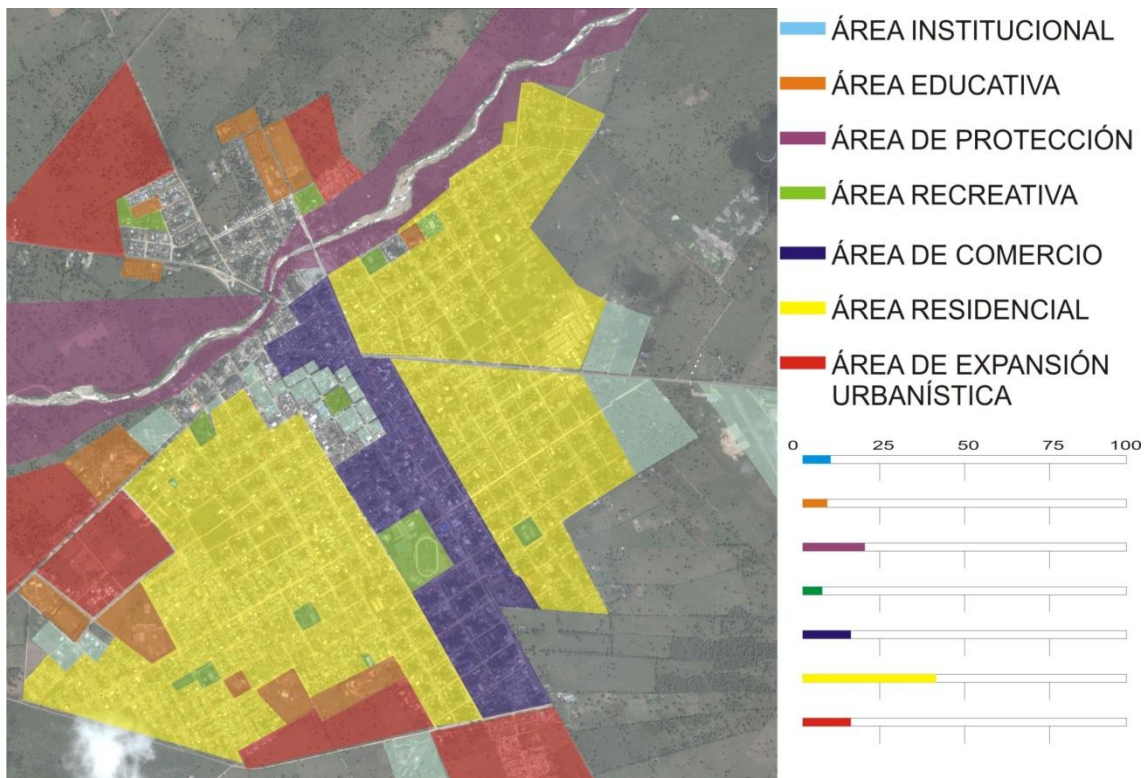 ÁREA INSTITUCIONAL
ÁREA EDUCATIVA
ÁREA DE PROTECCIÓN
ÁREA RECREATIVA
ÁREA DE COMERCIO
ÁREA RESIDENCIAL
ÁREA DE EXPANSIÓN
URBANÍSTICA
0 25 50 75 100